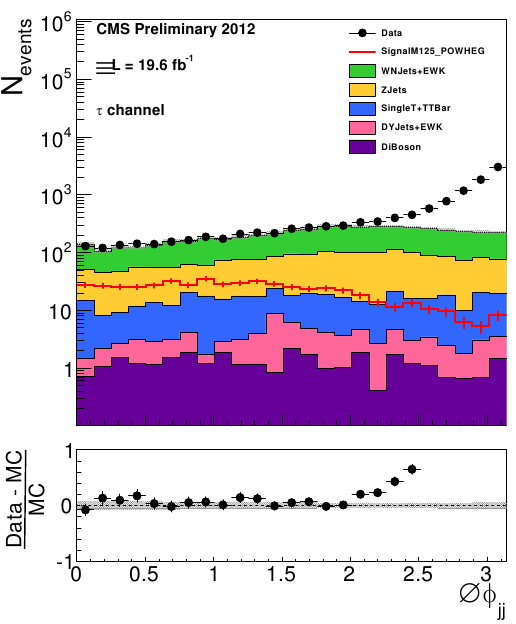 CMS Preliminary 2012
L = 19.6 fb⁻¹
τ channel
Data
SignalM125_POWHEG
WNJets+EWK
ZJets
SingleT+TTBar
DYJets+EWK
DiBoson
N_events
10⁶
10⁵
10⁴
10³
10²
10
1
Data - MC
MC
1
0
-1
0 0.5 1 1.5 2 2.5 3
∅ϕ_jj